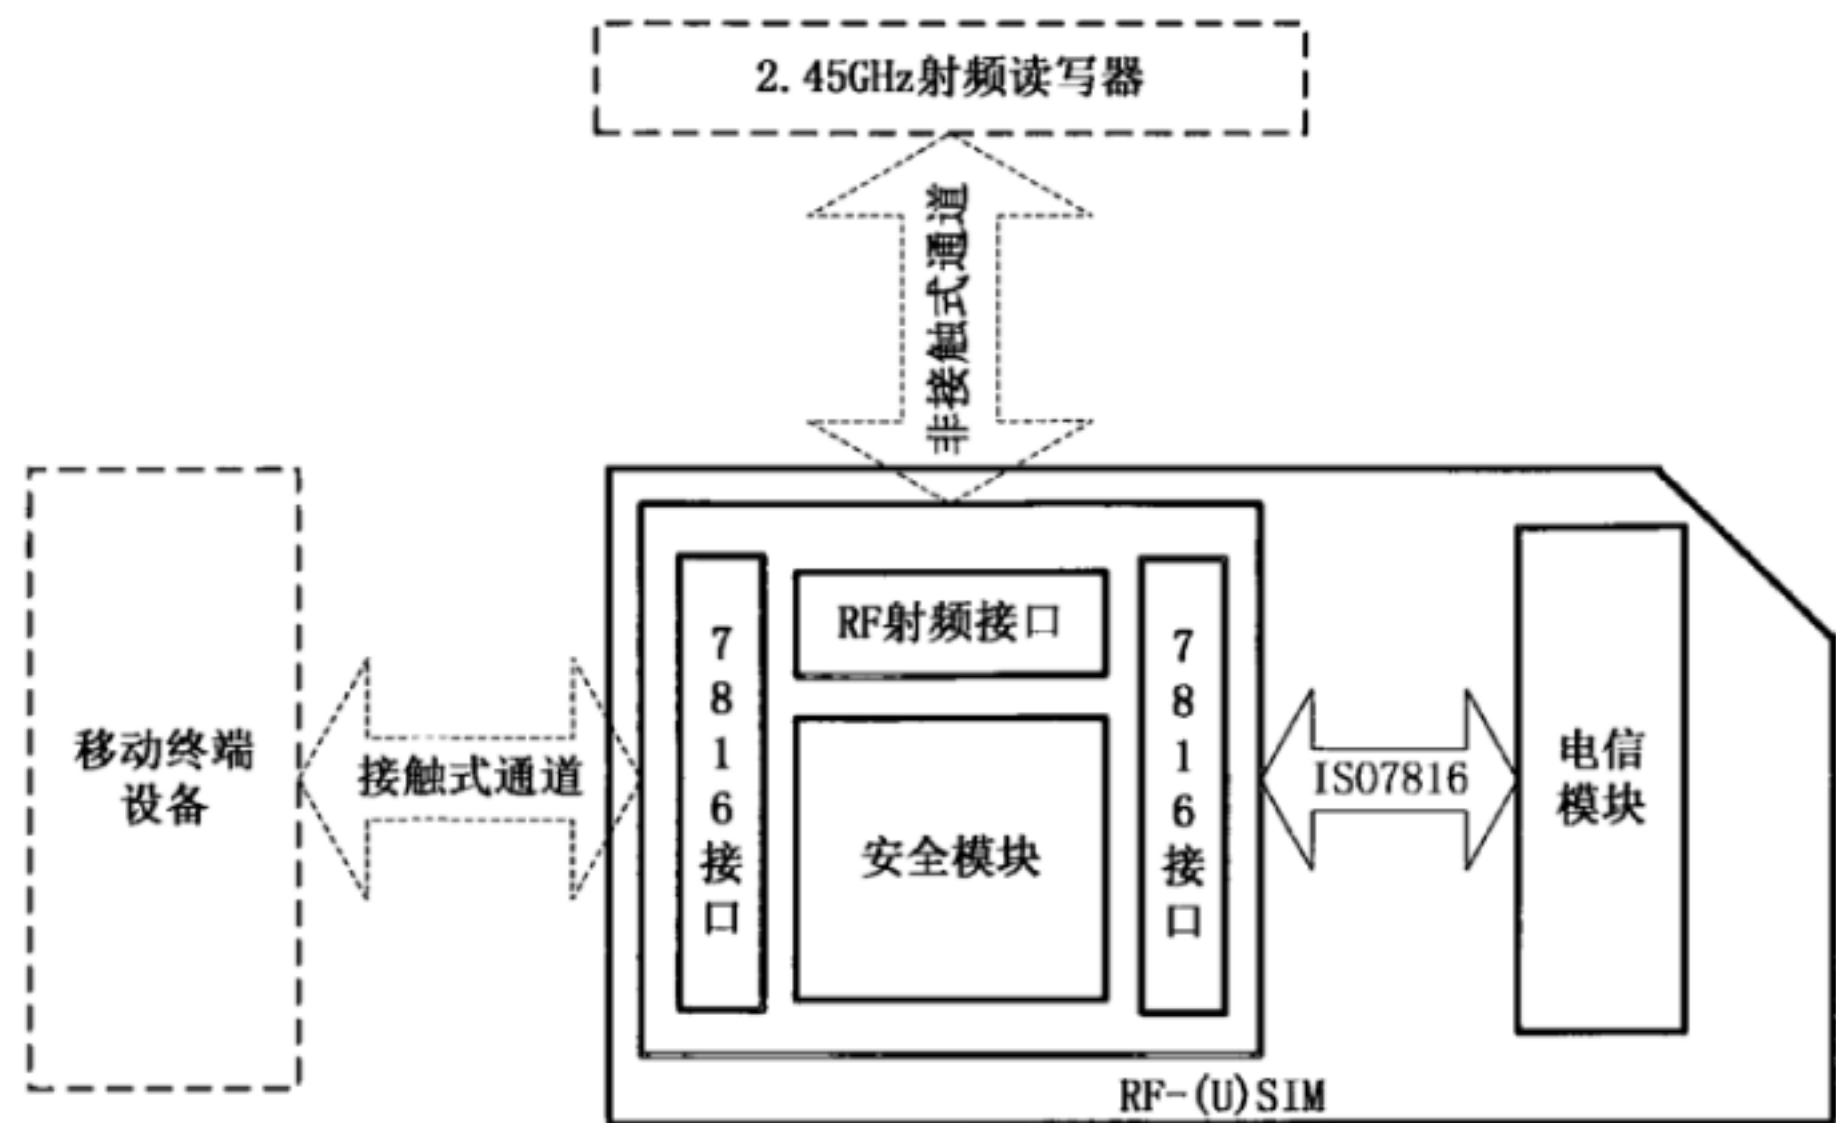 2.45GHz射频读写器
非接触式通道
移动终端
设备
接触式通道
7816接口
RF射频接口
安全模块
7816接口
ISO7816
电信
模块
RF-(U)SIM